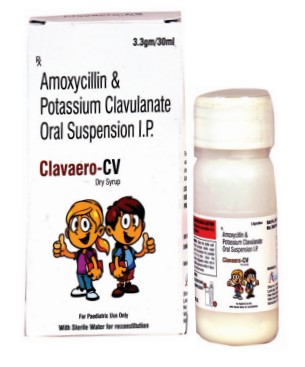 3.3gm/30ml
Rx
Amoxycillin &
Potassium Clavulanate
Oral Suspension I.P.
Clavaero-CV
Dry Syrup
For Paediatric Use Only
With Sterile Water for reconstitution
Amoxycillin &
Potassium Clavulanate
Oral Suspension I.P.
Clavaero-CV